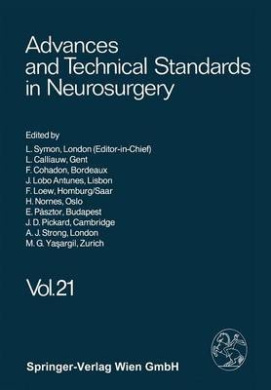 Advances
and Technical Standards
in Neurosurgery
Edited by
L. Symon, London (Editor-in-Chief)
L. Calliauw, Gent
F. Cohadon, Bordeaux
J. Lobo Antunes, Lisbon
F. Loew, Homburg/Saar
H. Nornes, Oslo
E. Pásztor, Budapest
J. D. Pickard, Cambridge
A. J. Strong, London
M. G. Yaşargil, Zurich
Vol. 21
Springer-Verlag Wien GmbH